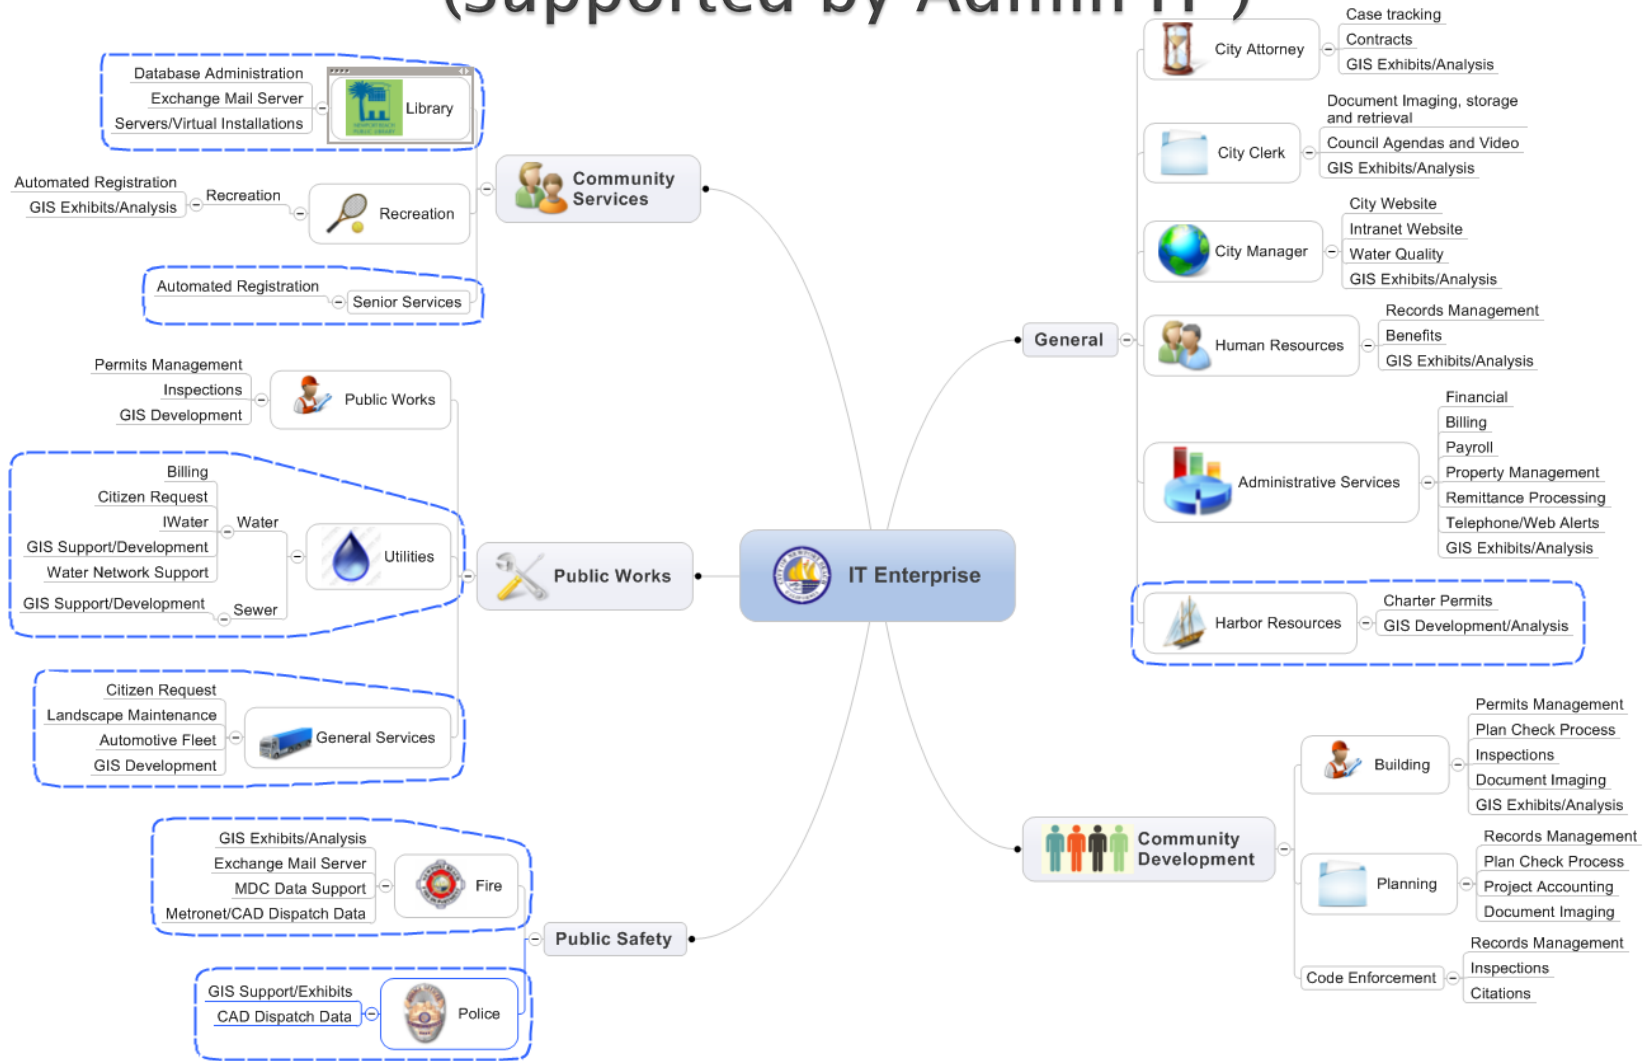 (Supported by Admin IT )
Database Administration
Exchange Mail Server
Servers/Virtual Installations
Library
Automated Registration
GIS Exhibits/Analysis
Recreation
Recreation
Automated Registration
Senior Services
Community
Services
Permits Management
Inspections
GIS Development
Public Works
Billing
Citizen Request
IWater
GIS Support/Development
Water Network Support
Water
GIS Support/Development
Sewer
Utilities
Public Works
Citizen Request
Landscape Maintenance
Automotive Fleet
GIS Development
General Services
GIS Exhibits/Analysis
Exchange Mail Server
MDC Data Support
Metronet/CAD Dispatch Data
Fire
Public Safety
GIS Support/Exhibits
CAD Dispatch Data
Police
IT Enterprise
General
City Attorney
Case tracking
Contracts
GIS Exhibits/Analysis
City Clerk
Document Imaging, storage
and retrieval
Council Agendas and Video
GIS Exhibits/Analysis
City Manager
City Website
Intranet Website
Water Quality
GIS Exhibits/Analysis
Human Resources
Records Management
Benefits
GIS Exhibits/Analysis
Administrative Services
Financial
Billing
Payroll
Property Management
Remittance Processing
Telephone/Web Alerts
GIS Exhibits/Analysis
Harbor Resources
Charter Permits
GIS Development/Analysis
Community
Development
Building
Permits Management
Plan Check Process
Inspections
Document Imaging
GIS Exhibits/Analysis
Planning
Records Management
Plan Check Process
Project Accounting
Document Imaging
Code Enforcement
Records Management
Inspections
Citations